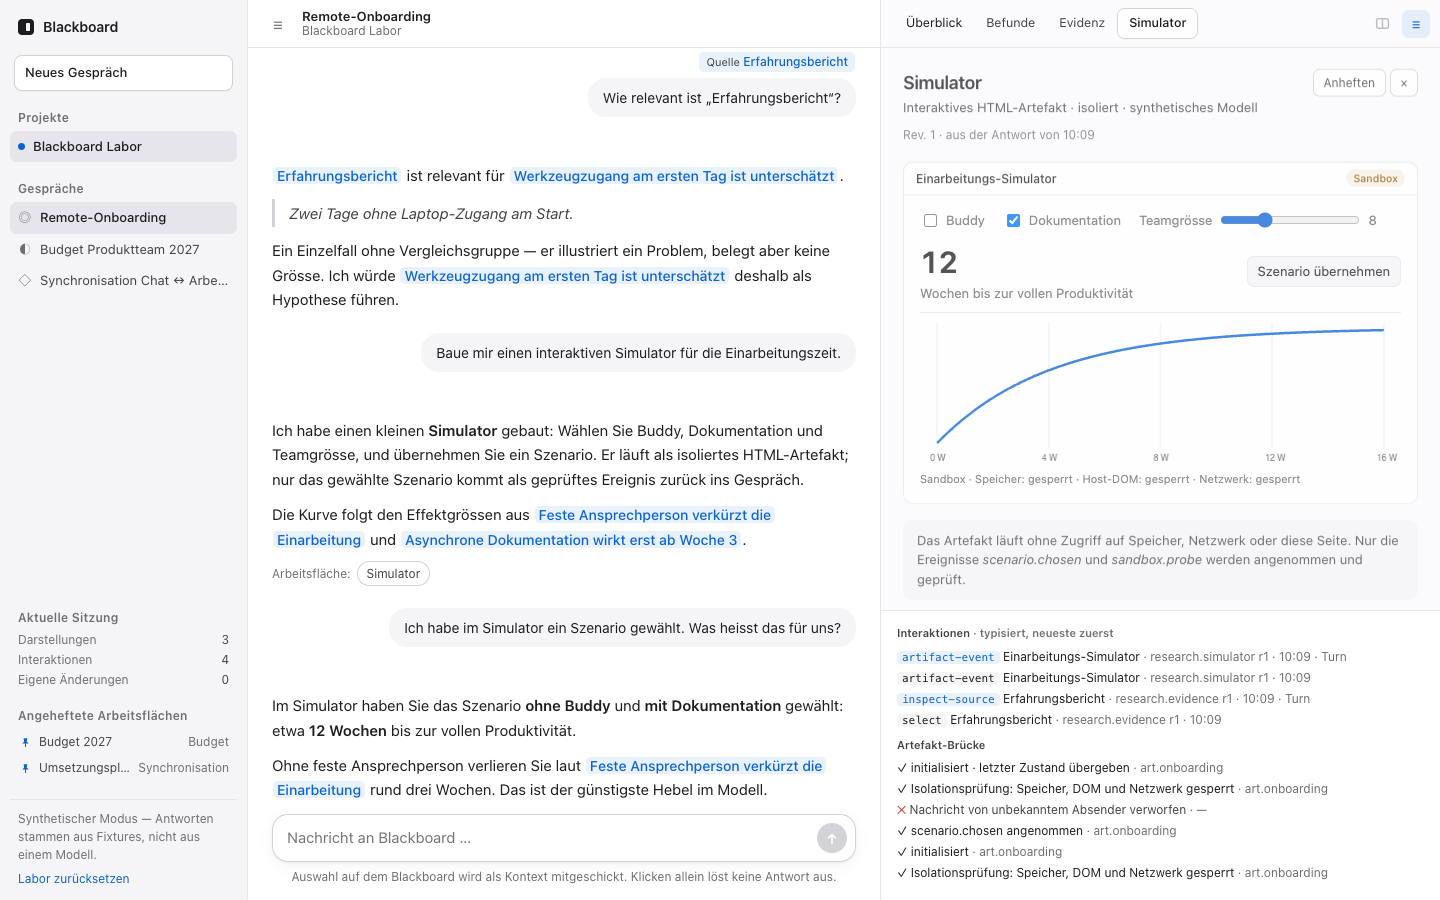 Blackboard
Neues Gespräch
Projekte
Blackboard Labor
Gespräche
Remote-Onboarding
Budget Produktteam 2027
Synchronisation Chat ↔ Arbe...
Aktuelle Sitzung
Darstellungen 3
Interaktionen 4
Eigene Änderungen 0
Angeheftete Arbeitsflächen
Budget 2027 Budget
Umsetzungspl... Synchronisation
Synthetischer Modus — Antworten
stammen aus Fixtures, nicht aus
einem Modell.
Labor zurücksetzen
Remote-Onboarding
Blackboard Labor
Quelle Erfahrungsbericht
Wie relevant ist „Erfahrungsbericht“?
Erfahrungsbericht ist relevant für Werkzeugzugang am ersten Tag ist unterschätzt.
Zwei Tage ohne Laptop-Zugang am Start.
Ein Einzelfall ohne Vergleichsgruppe — er illustriert ein Problem, belegt aber keine
Grösse. Ich würde Werkzeugzugang am ersten Tag ist unterschätzt deshalb als
Hypothese führen.
Baue mir einen interaktiven Simulator für die Einarbeitungszeit.
Ich habe einen kleinen Simulator gebaut: Wählen Sie Buddy, Dokumentation und
Teamgrösse, und übernehmen Sie ein Szenario. Er läuft als isoliertes HTML-Artefakt;
nur das gewählte Szenario kommt als geprüftes Ereignis zurück ins Gespräch.
Die Kurve folgt den Effektgrössen aus Feste Ansprechperson verkürzt die
Einarbeitung und Asynchrone Dokumentation wirkt erst ab Woche 3.
Arbeitsfläche: Simulator
Ich habe im Simulator ein Szenario gewählt. Was heisst das für uns?
Im Simulator haben Sie das Szenario ohne Buddy und mit Dokumentation gewählt:
etwa 12 Wochen bis zur vollen Produktivität.
Ohne feste Ansprechperson verlieren Sie laut Feste Ansprechperson verkürzt die
Einarbeitung rund drei Wochen. Das ist der günstigste Hebel im Modell.
Nachricht an Blackboard ...
Auswahl auf dem Blackboard wird als Kontext mitgeschickt. Klicken allein löst keine Antwort aus.
Überblick Befunde Evidenz Simulator
Simulator
Anheften ×
Interaktives HTML-Artefakt · isoliert · synthetisches Modell
Rev. 1 · aus der Antwort von 10:09
Einarbeitungs-Simulator Sandbox
Buddy Dokumentation Teamgrösse 8
12
Wochen bis zur vollen Produktivität
Szenario übernehmen
0 W 4 W 8 W 12 W 16 W
Sandbox · Speicher: gesperrt · Host-DOM: gesperrt · Netzwerk: gesperrt
Das Artefakt läuft ohne Zugriff auf Speicher, Netzwerk oder diese Seite. Nur die
Ereignisse scenario.chosen und sandbox.probe werden angenommen und
geprüft.
Interaktionen · typisiert, neueste zuerst
artifact-event Einarbeitungs-Simulator · research.simulator r1 · 10:09 · Turn
artifact-event Einarbeitungs-Simulator · research.simulator r1 · 10:09
inspect-source Erfahrungsbericht · research.evidence r1 · 10:09 · Turn
select Erfahrungsbericht · research.evidence r1 · 10:09
Artefakt-Brücke
✓ initialisiert · letzter Zustand übergeben · art.onboarding
✓ Isolationsprüfung: Speicher, DOM und Netzwerk gesperrt · art.onboarding
✕ Nachricht von unbekanntem Absender verworfen · —
✓ scenario.chosen angenommen · art.onboarding
✓ initialisiert · art.onboarding
✓ Isolationsprüfung: Speicher, DOM und Netzwerk gesperrt · art.onboarding